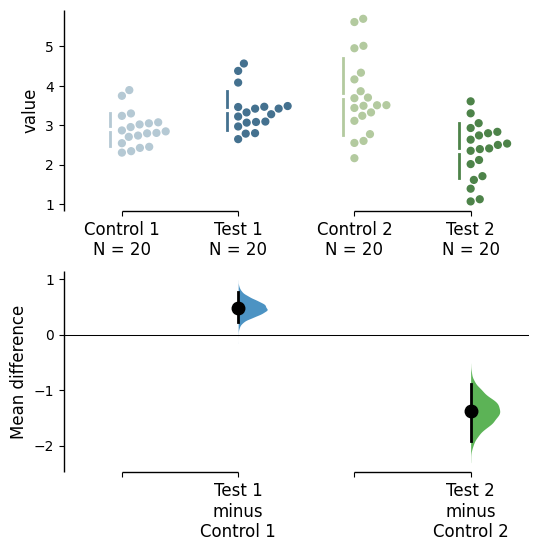 value
5
4
3
2
1
Control 1
N = 20
Test 1
N = 20
Control 2
N = 20
Test 2
N = 20
Mean difference
1
0
−1
−2
Test 1
minus
Control 1
Test 2
minus
Control 2